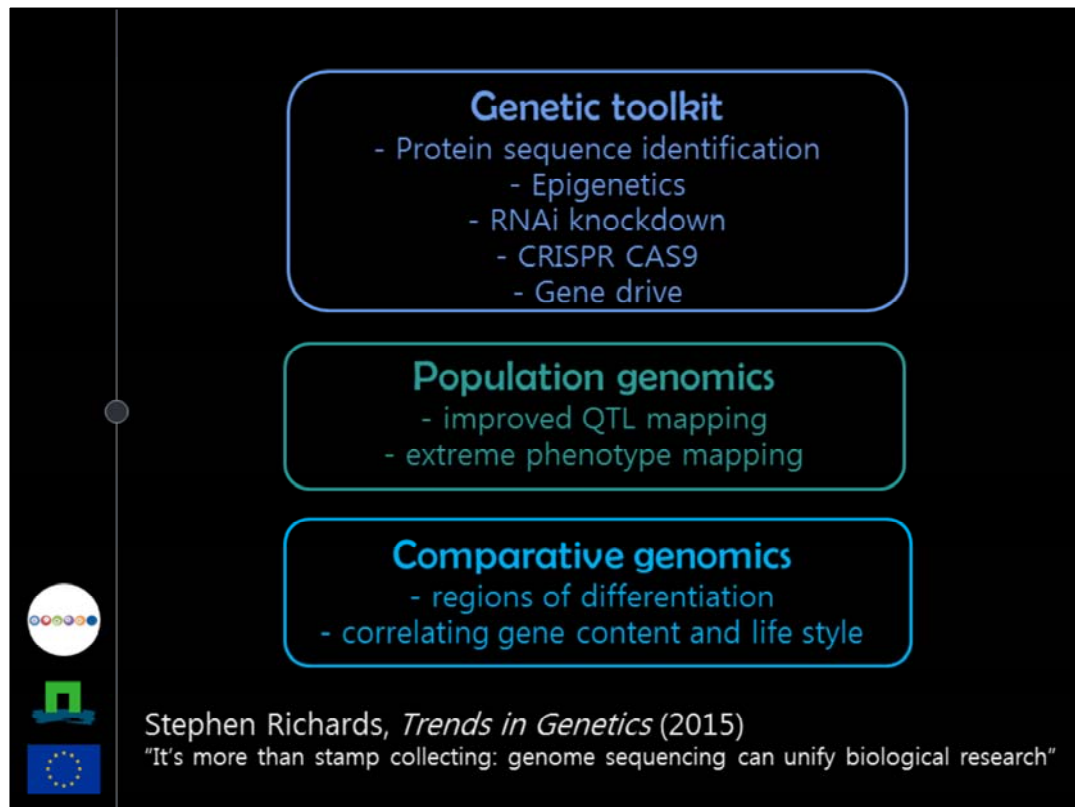 Genetic toolkit
- Protein sequence identification
- Epigenetics
- RNAi knockdown
- CRISPR CAS9
- Gene drive
Population genomics
- improved QTL mapping
- extreme phenotype mapping
Comparative genomics
- regions of differentiation
- correlating gene content and life style
Stephen Richards, Trends in Genetics (2015)
“It’s more than stamp collecting: genome sequencing can unify biological research”